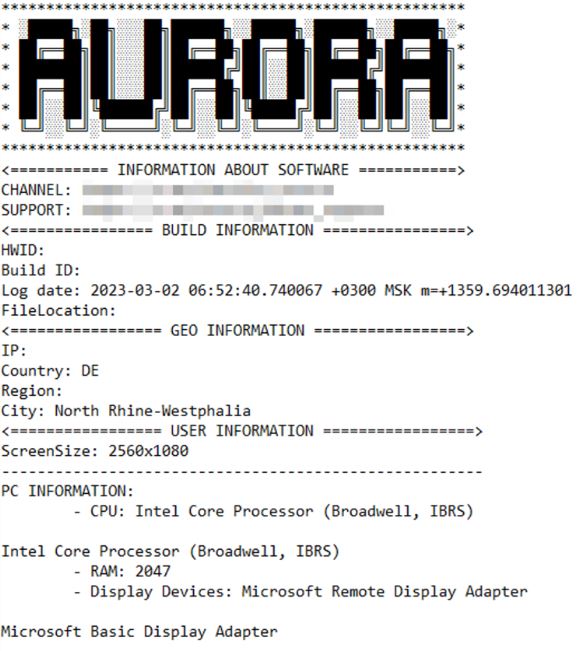 ****************************************************
AURORA
****************************************************
<=========== INFORMATION ABOUT SOFTWARE ===========>
CHANNEL:
SUPPORT:
<================ BUILD INFORMATION ================>
HWID:
Build ID:
Log date: 2023-03-02 06:52:40.740067 +0300 MSK m=+1359.694011301
FileLocation:
<================= GEO INFORMATION =================>
IP:
Country: DE
Region:
City: North Rhine-Westphalia
<================= USER INFORMATION =================>
ScreenSize: 2560x1080
------------------------------------------------------
PC INFORMATION:
- CPU: Intel Core Processor (Broadwell, IBRS)
Intel Core Processor (Broadwell, IBRS)
- RAM: 2047
- Display Devices: Microsoft Remote Display Adapter
Microsoft Basic Display Adapter